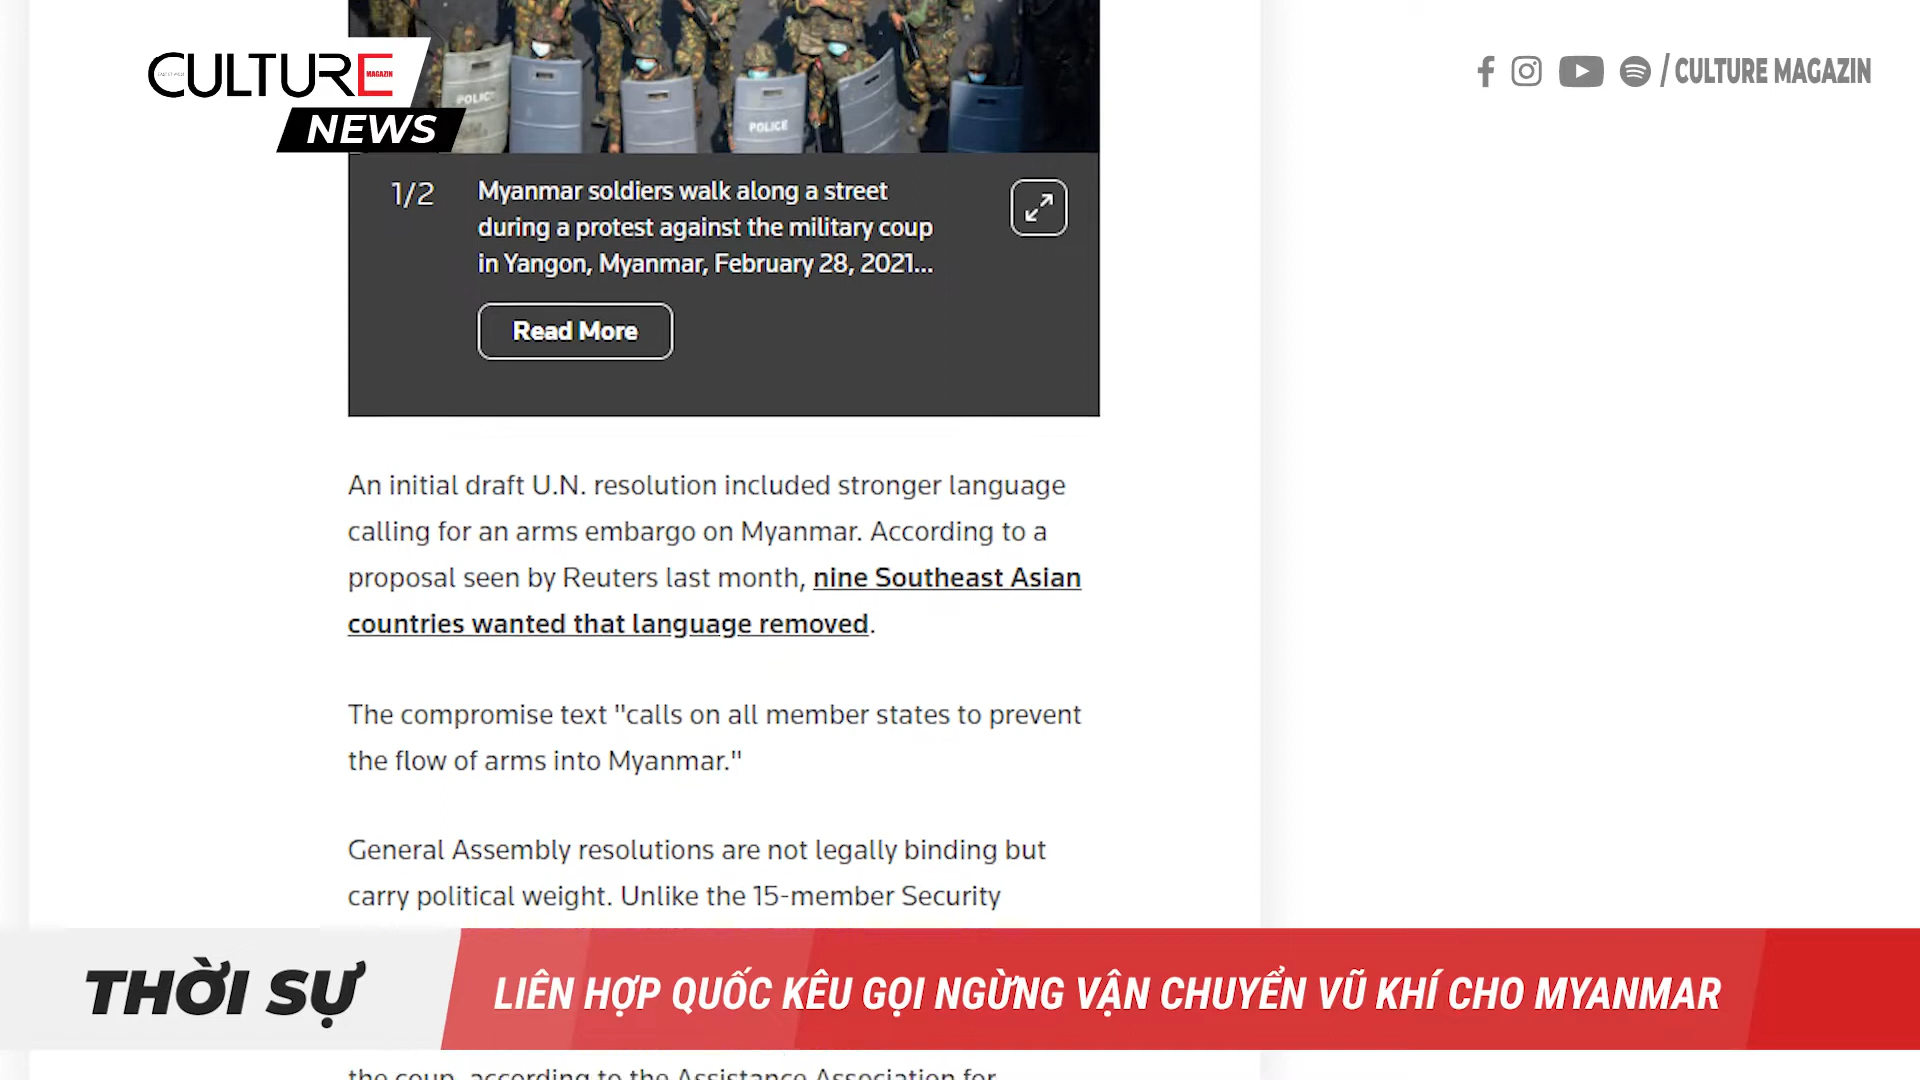 CULTURE
MAGAZIN
NEWS
/ CULTURE MAGAZIN
POLICE
POLICE
1/2
Myanmar soldiers walk along a street
during a protest against the military coup
in Yangon, Myanmar, February 28, 2021...
Read More
An initial draft U.N. resolution included stronger language
calling for an arms embargo on Myanmar. According to a
proposal seen by Reuters last month, nine Southeast Asian
countries wanted that language removed.
The compromise text "calls on all member states to prevent
the flow of arms into Myanmar."
General Assembly resolutions are not legally binding but
carry political weight. Unlike the 15-member Security
THỜI SỰ
LIÊN HỢP QUỐC KÊU GỌI NGỪNG VẬN CHUYỂN VŨ KHÍ CHO MYANMAR
the coup, according to the Assistance Association for